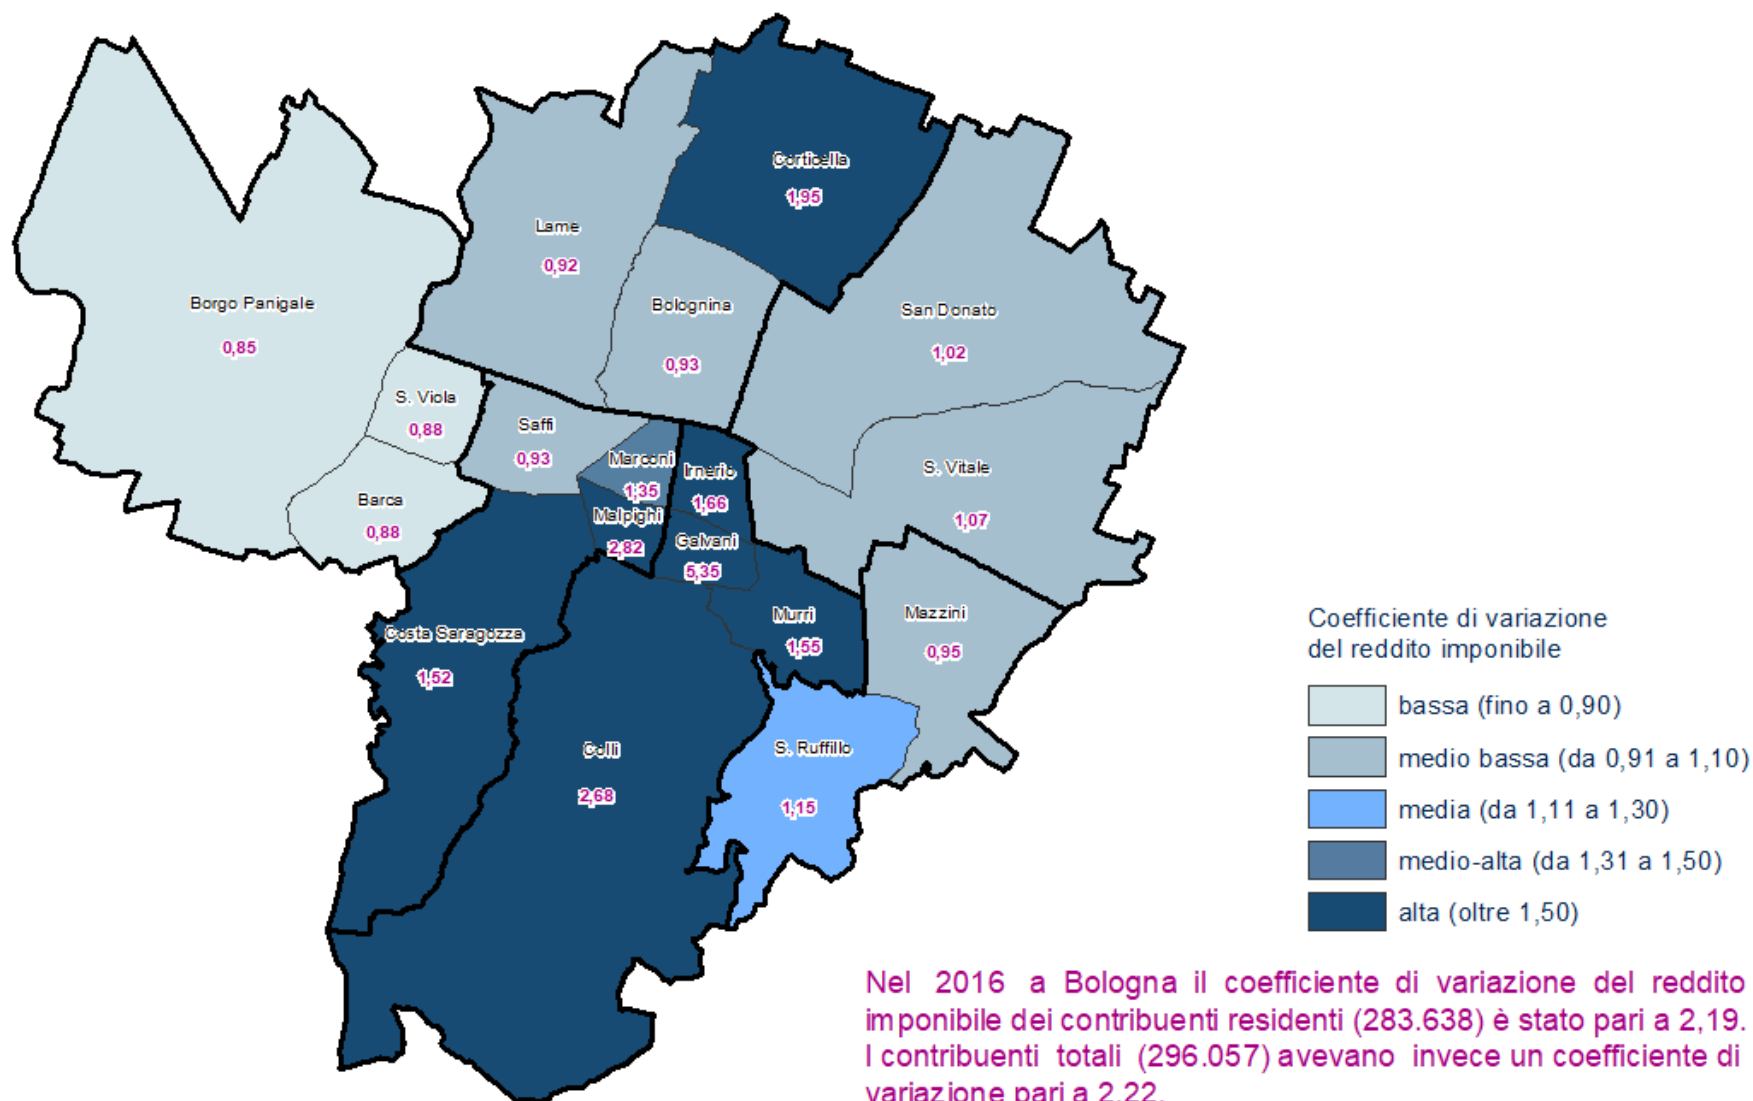 Corticella
1,95
Lame
0,92
Borgo Panigale
0,85
Bolognina
0,93
San Donato
1,02
S. Viola
0,88
Saffi
0,93
Marconi
1,35
Irnerio
1,66
S. Vitale
1,07
Barca
0,88
Malpighi
2,82
Galvani
5,35
Murri
1,55
Mazzini
0,95
Costa Saragozza
1,52
Colli
2,68
S. Ruffillo
1,15
Coefficiente di variazione
del reddito imponibile
bassa (fino a 0,90)
medio bassa (da 0,91 a 1,10)
media (da 1,11 a 1,30)
medio-alta (da 1,31 a 1,50)
alta (oltre 1,50)
Nel 2016 a Bologna il coefficiente di variazione del reddito
imponibile dei contribuenti residenti (283.638) è stato pari a 2,19.
I contribuenti totali (296.057) avevano invece un coefficiente di
variazione pari a 2,22.